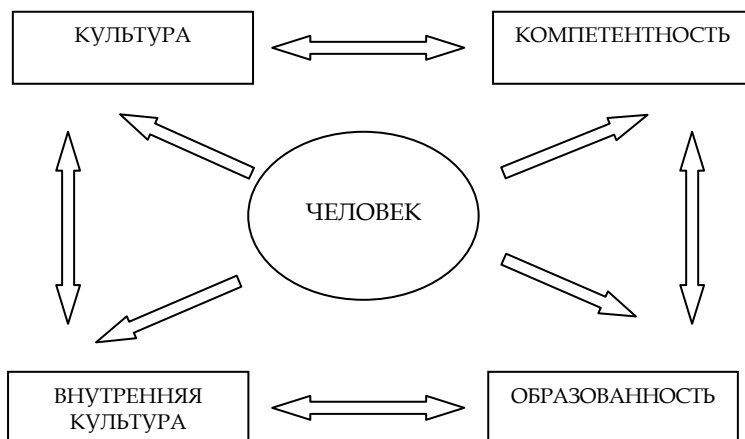 КУЛЬТУРА
КОМПЕТЕНТНОСТЬ
ЧЕЛОВЕК
ВНУТРЕННЯЯ
КУЛЬТУРА
ОБРАЗОВАННОСТЬ